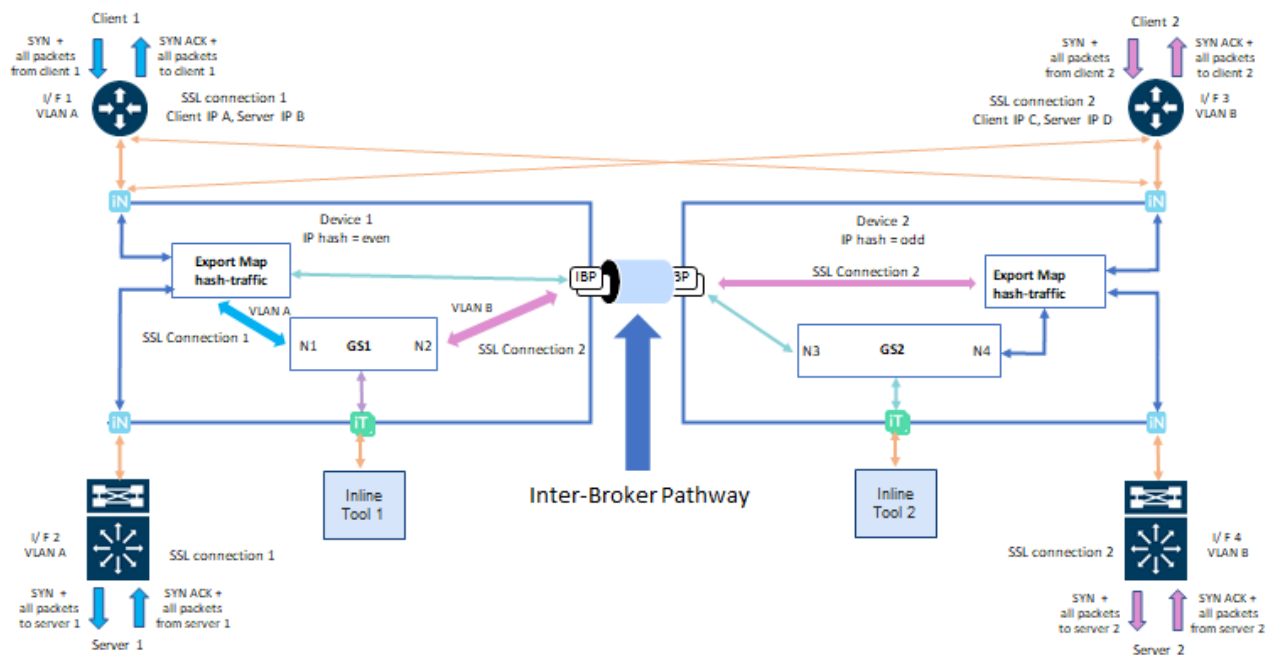 Client 1
SYN +
all packets
from client 1
SYN ACK +
all packets
to client 1
I/ F 1
VLAN A
SSL connection 1
Client IP A, Server IP B
Client 2
SYN +
all packets
from client 2
SYN ACK +
all packets
to client 2
SSL connection 2
Client IP C, Server IP D
I/ F 3
VLAN B
iN
iN
Device 1
IP hash = even
Device 2
IP hash = odd
Export Map
hash-traffic
IBP
BP
SSL Connection 2
Export Map
hash-traffic
VLAN A
VLAN B
SSL Connection 1
SSL Connection 2
N1
GS1
N2
N3
GS2
N4
iN
iT
iT
iN
Inline
Tool 1
Inter-Broker Pathway
Inline
Tool 2
I/ F 2
VLAN A
SSL connection 1
SSL connection 2
I/ F 4
VLAN B
SYN +
all packets
to server 1
SYN ACK +
all packets
from server 1
Server 1
SYN +
all packets
to server 2
SYN ACK +
all packets
from server 2
Server 2